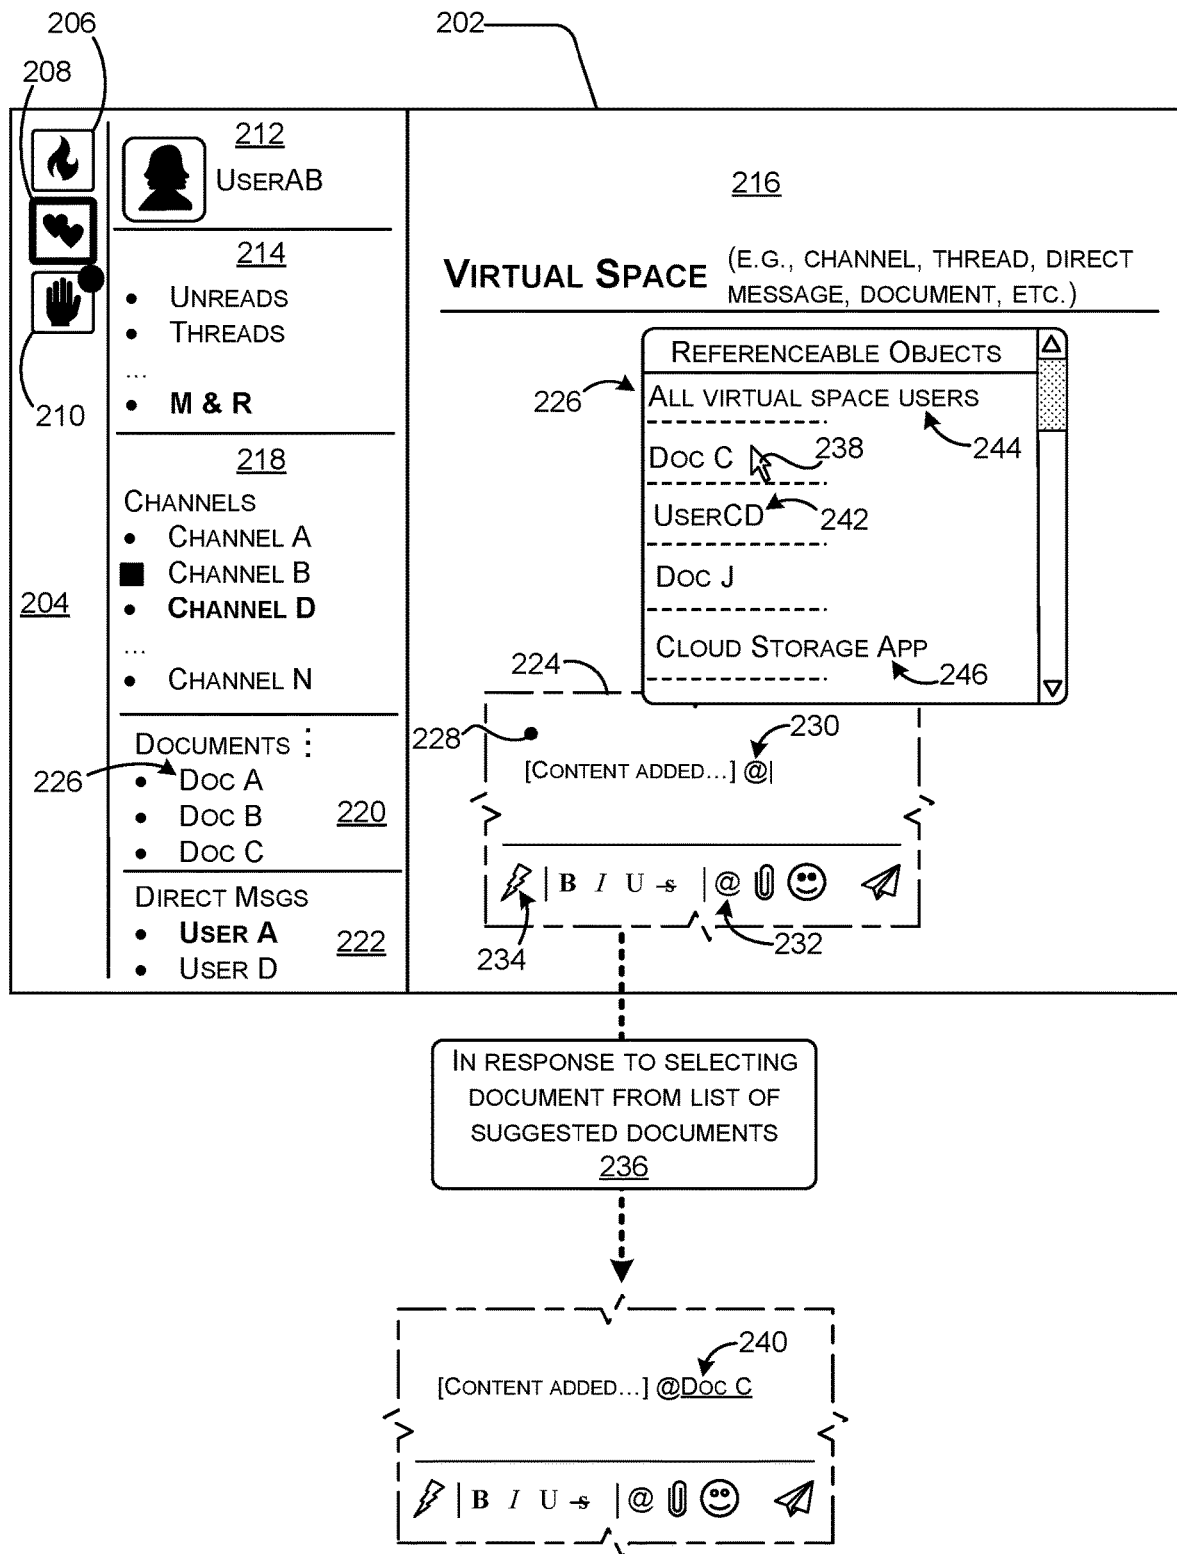 206
202
208
212
USERAB
216
214
VIRTUAL SPACE (E.G., CHANNEL, THREAD, DIRECT
MESSAGE, DOCUMENT, ETC.)
• UNREADS
• THREADS
...
• M & R
210
REFERENCEABLE OBJECTS
226
ALL VIRTUAL SPACE USERS
244
DOC C
238
USERCD
242
DOC J
CLOUD STORAGE APP
246
218
CHANNELS
• CHANNEL A
CHANNEL B
• CHANNEL D
...
• CHANNEL N
204
224
228
230
[CONTENT ADDED...] @|
DOCUMENTS ⋮
226
• DOC A
• DOC B
• DOC C
220
B I U S @
234
232
DIRECT MSGS
• USER A
• USER D
222
IN RESPONSE TO SELECTING
DOCUMENT FROM LIST OF
SUGGESTED DOCUMENTS
236
240
[CONTENT ADDED...] @DOC C
B I U S @